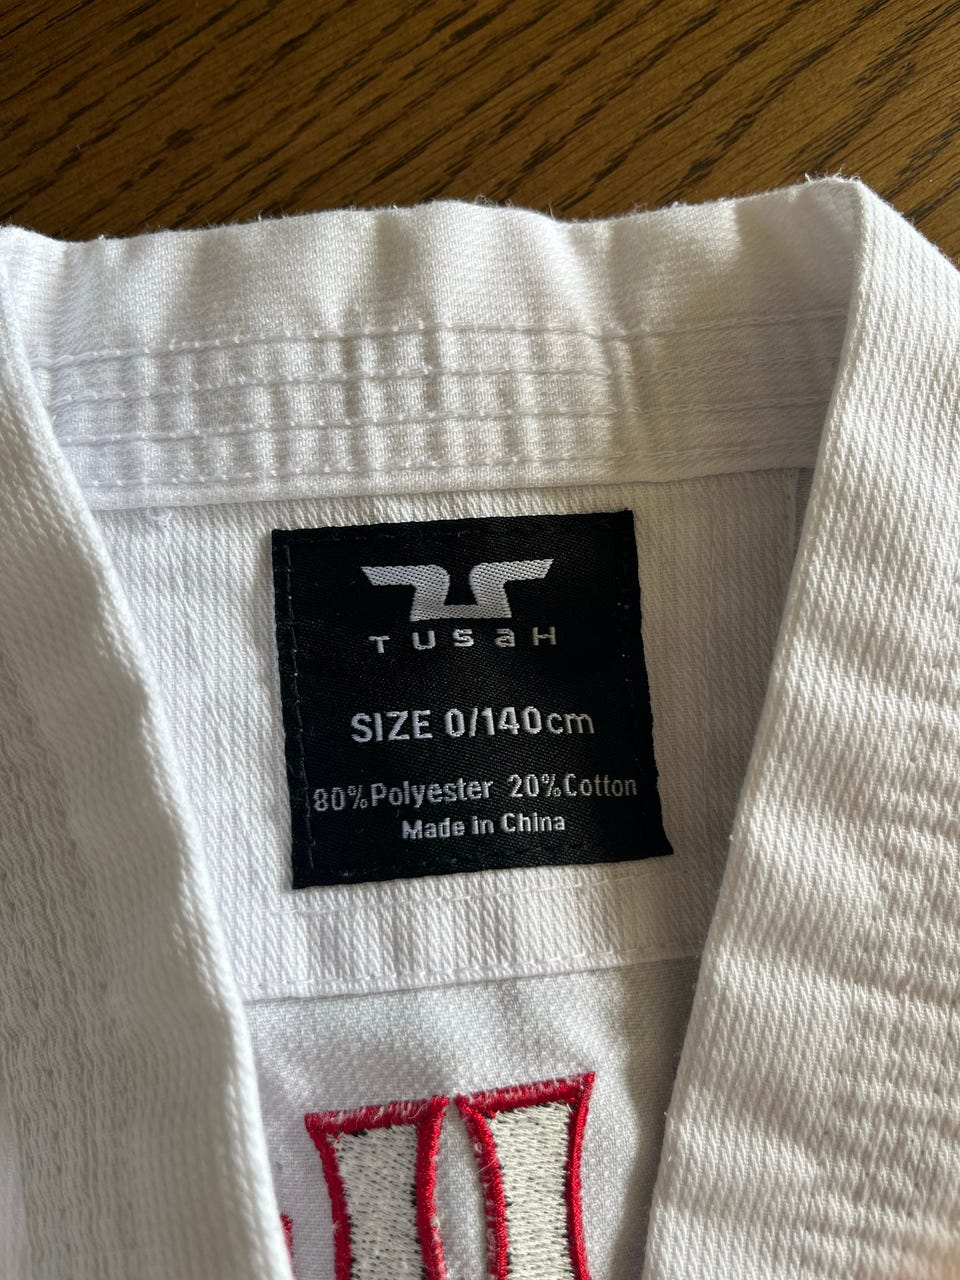 TUSaH
SIZE 0/140cm
80%Polyester 20%Cotton
Made in China